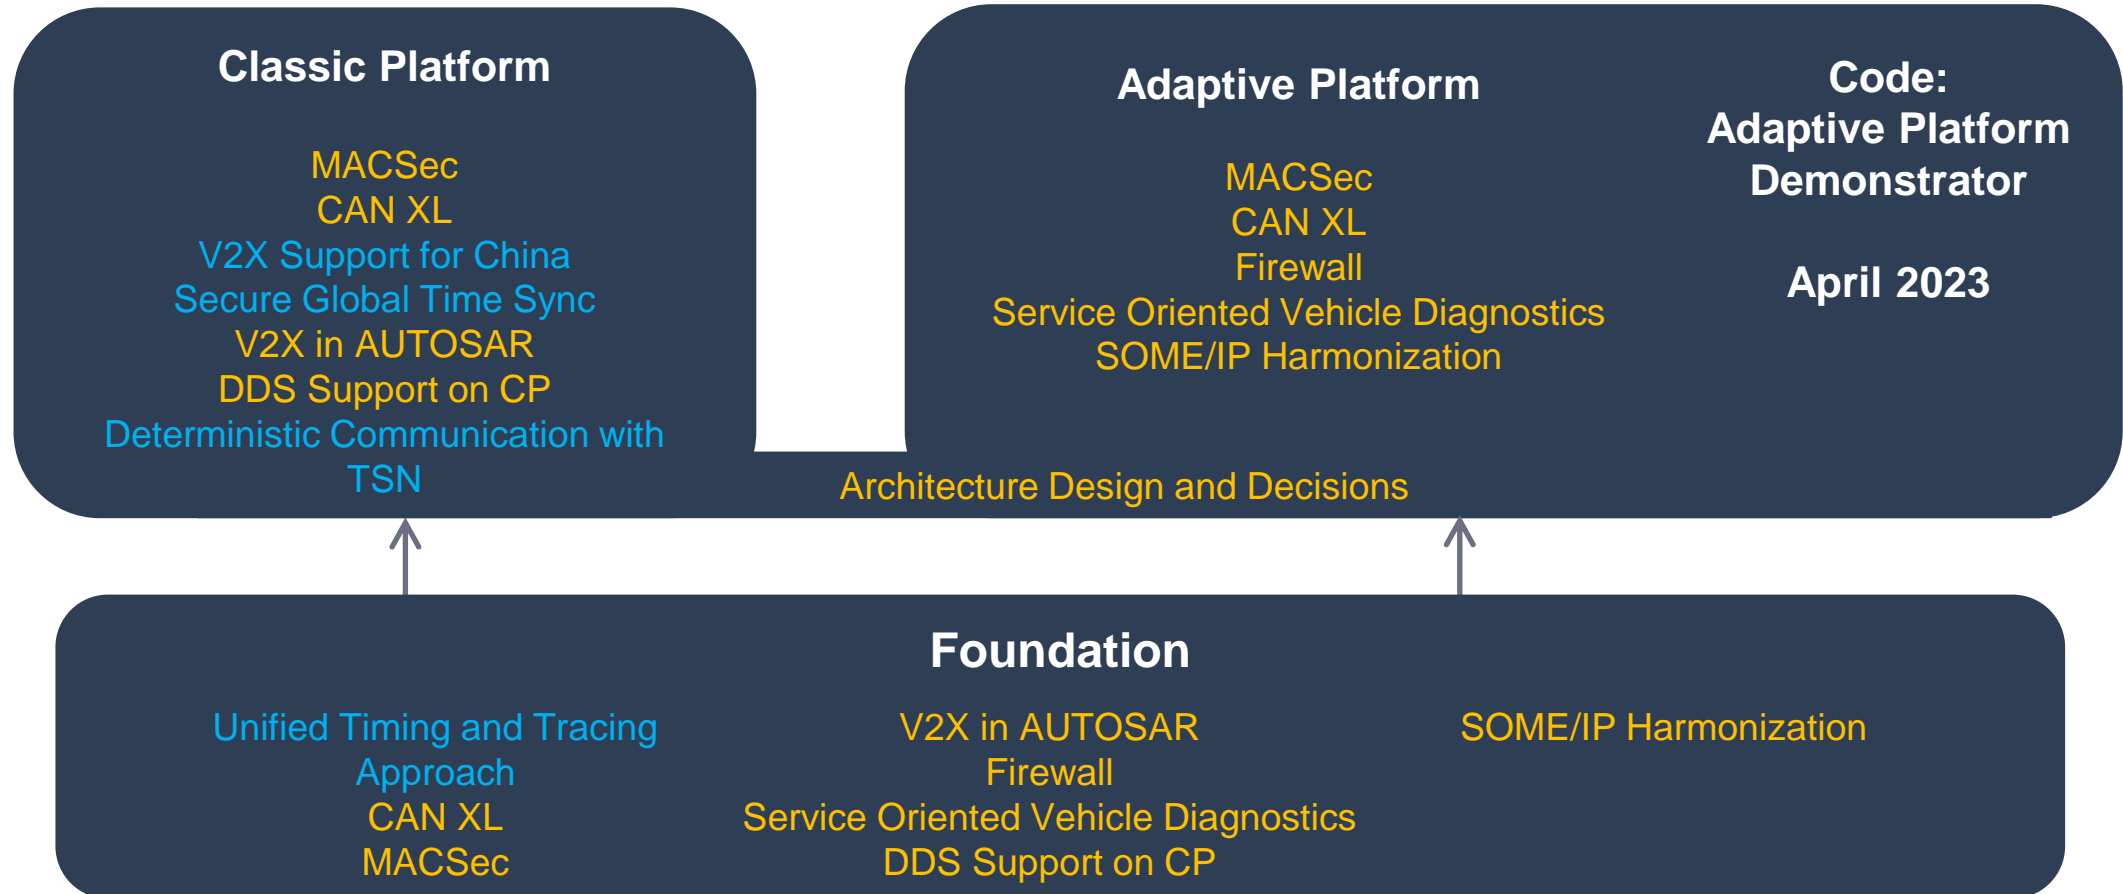 Classic Platform
MACSec
CAN XL
V2X Support for China
Secure Global Time Sync
V2X in AUTOSAR
DDS Support on CP
Deterministic Communication with
TSN
Adaptive Platform
MACSec
CAN XL
Firewall
Service Oriented Vehicle Diagnostics
SOME/IP Harmonization
Code:
Adaptive Platform
Demonstrator
April 2023
Architecture Design and Decisions
Foundation
Unified Timing and Tracing
Approach
CAN XL
MACSec
V2X in AUTOSAR
Firewall
Service Oriented Vehicle Diagnostics
DDS Support on CP
SOME/IP Harmonization